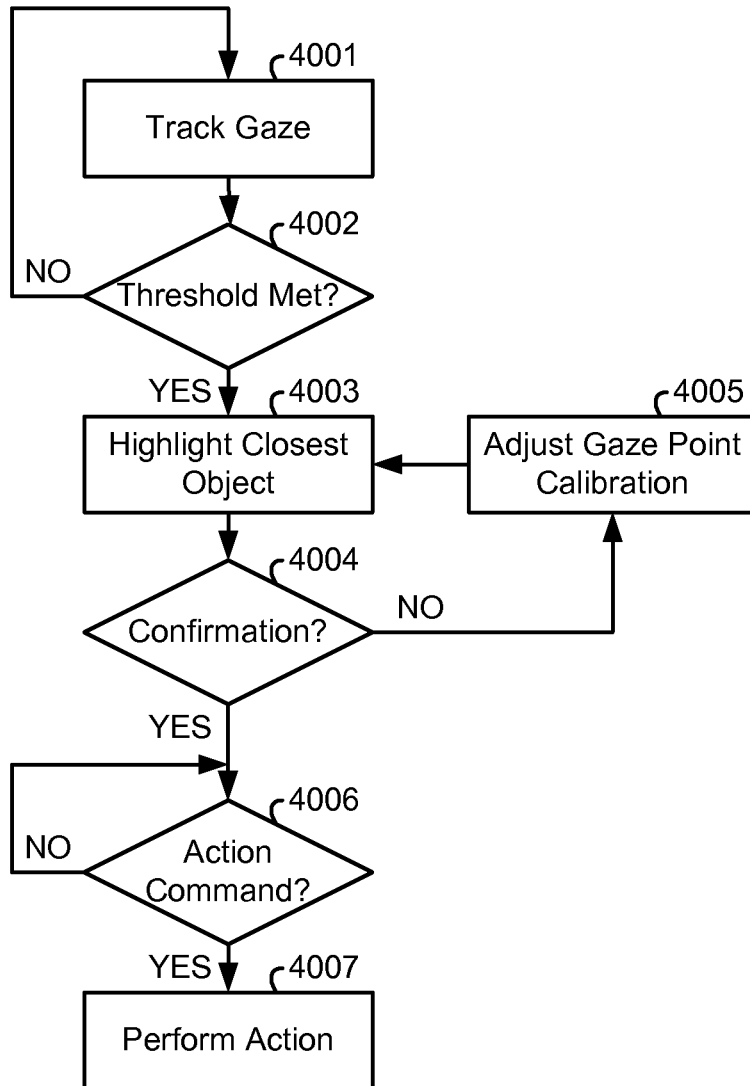 4001
Track Gaze
4002
NO
Threshold Met?
YES
4003
4005
Highlight Closest
Object
Adjust Gaze Point
Calibration
4004
NO
Confirmation?
YES
4006
NO
Action
Command?
YES
4007
Perform Action